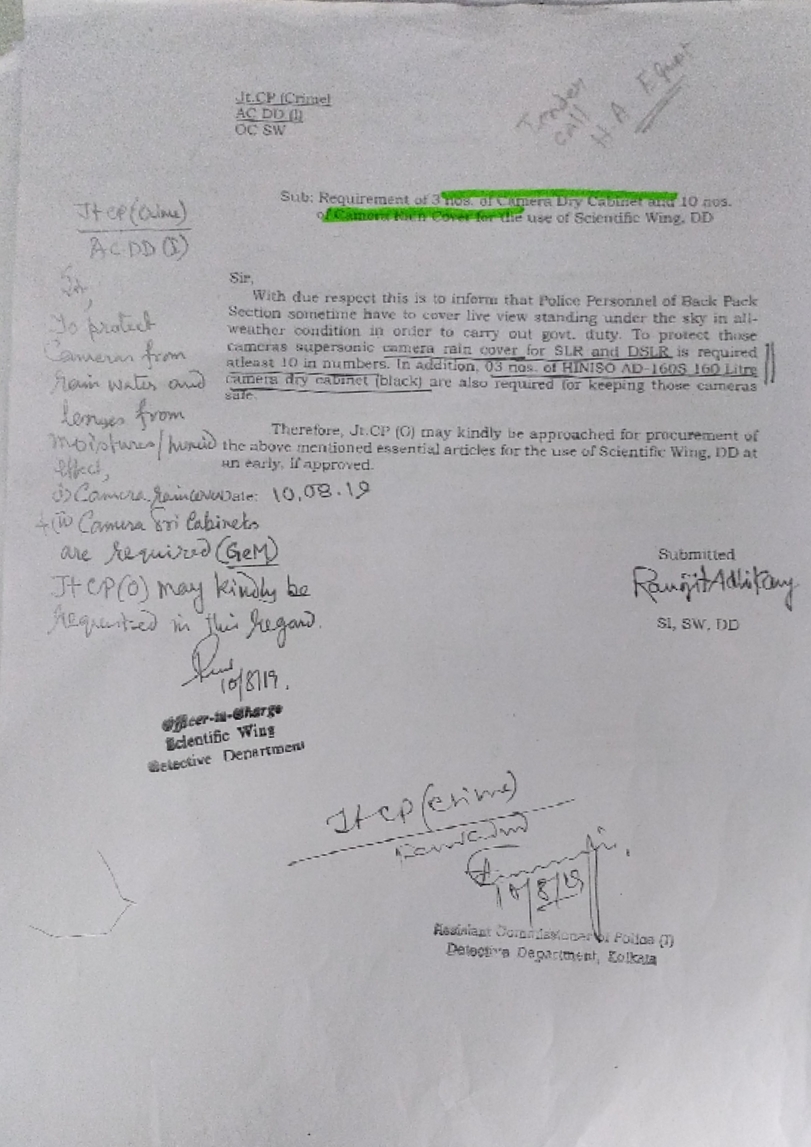 Tender
call
H.A. Equip
Jt.CP (Crime)
AC DD (I)
OC SW
Sub: Requirement of 3 nos. of Camera Dry Cabinet and 10 nos.
of Camera Rain Cover for the use of Scientific Wing, DD
Jt CP (Crime)
AC DD (I)
Sir,
To protect
Cameras from
rain water and
lenses from
moistures/humid
effect,
(i) Camera raincover
& (ii) Camera Dri Cabinets
are required (GeM)
Jt CP(O) may kindly be
requested in this regard.
10/8/19.
Officer-in-Charge
Scientific Wing
Detective Department
Sir,
With due respect this is to inform that Police Personnel of Back Pack
Section sometime have to cover live view standing under the sky in all-
weather condition in order to carry out govt. duty. To protect those
cameras supersonic camera rain cover for SLR and DSLR is required
atleast 10 in numbers. In addition, 03 nos. of HINISO AD-160S 160 Litre
camera dry cabinet (black) are also required for keeping those cameras
safe.
Therefore, Jt.CP (O) may kindly be approached for procurement of
the above mentioned essential articles for the use of Scientific Wing, DD at
an early, if approved.
Date: 10.08.19
Submitted
Ranjit Adhikary
SI, SW, DD
Jt CP (Crime)
Forwarded
10/8/19
Assistant Commissioner of Police (I)
Detective Department, Kolkata